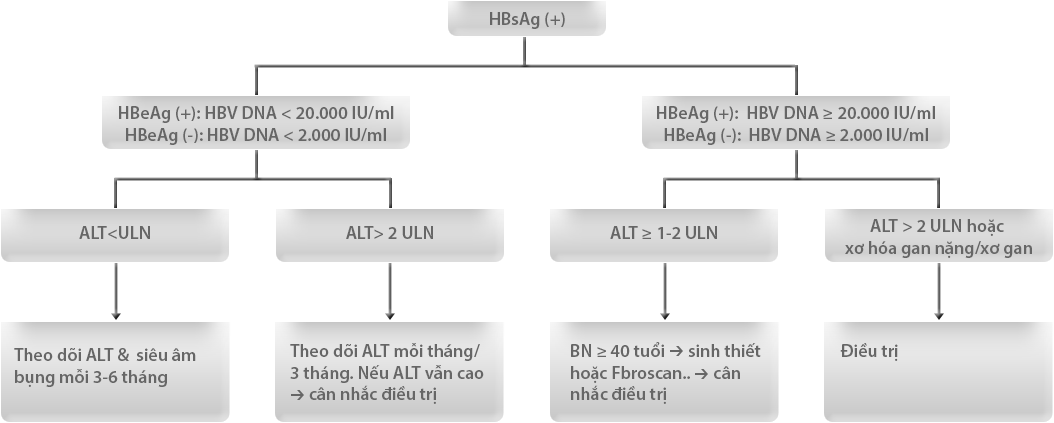 HBsAg (+)
HBeAg (+): HBV DNA < 20.000 IU/ml
HBeAg (-): HBV DNA < 2.000 IU/ml
HBeAg (+):  HBV DNA ≥ 20.000 IU/ml
HBeAg (-):  HBV DNA ≥ 2.000 IU/ml
ALT<ULN
ALT> 2 ULN
ALT ≥ 1-2 ULN
ALT > 2 ULN hoặc
xơ hóa gan nặng/xơ gan
Theo dõi ALT &  siêu âm
bụng mỗi 3-6 tháng
Theo dõi ALT mỗi tháng/
3 tháng. Nếu ALT vẫn cao
→ cân nhắc điều trị
BN ≥ 40 tuổi → sinh thiết
hoặc Fbroscan.. → cân
nhắc điều trị
Điều trị